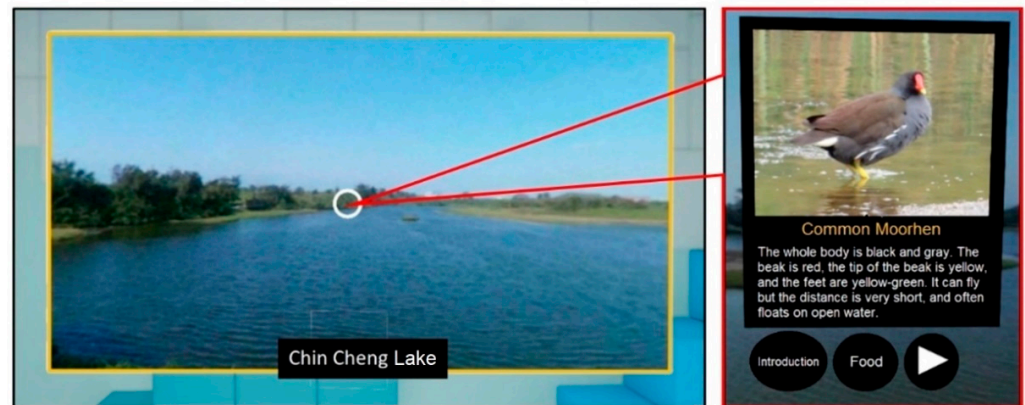 Chin Cheng Lake
Common Moorhen
The whole body is black and gray. The
beak is red, the tip of the beak is yellow,
and the feet are yellow-green. It can fly
but the distance is very short, and often
floats on open water.
Introduction
Food